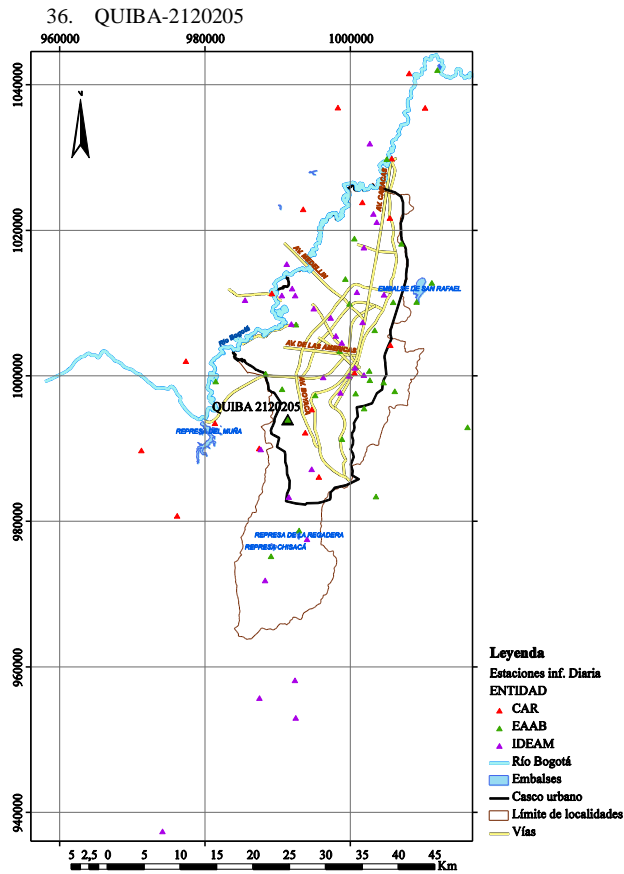 36. QUIBA-2120205
960000 980000 1000000
1040000
1020000
1000000
980000
960000
940000
AV. CARACAS
AV. MEDELLIN
EMBALSE DE SAN RAFAEL
Río Bogotá
AV. DE LAS AMERICAS
AV. BOYACA
QUIBA 2120205
REPRESA DEL MUÑA
REPRESA DE LA REGADERA
REPRESA CHISACÁ
Leyenda
Estaciones inf. Diaria
ENTIDAD
CAR
EAAB
IDEAM
Río Bogotá
Embalses
Casco urbano
Límite de localidades
Vías
5 2,5 0 5 10 15 20 25 30 35 40 45
Km